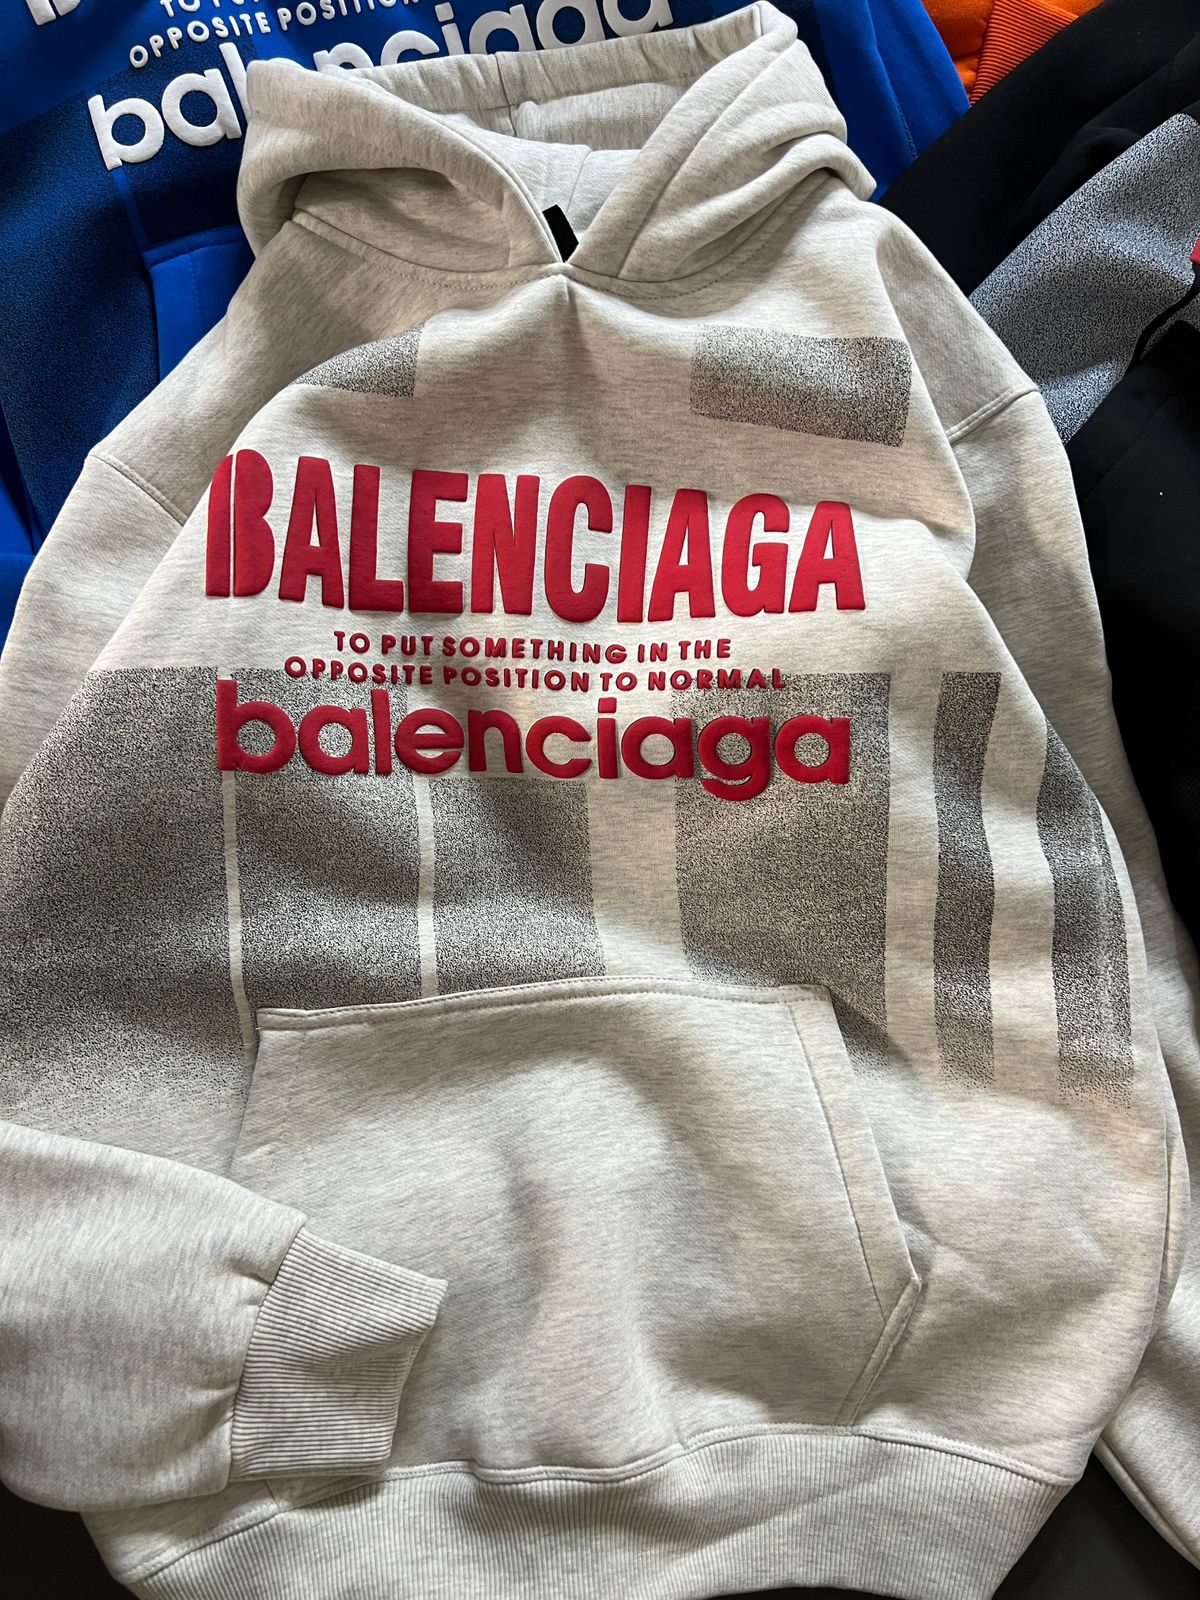 TO PUT
OPPOSITE POSITION
balenciaga
BALENCIAGA
TO PUT SOMETHING IN THE
OPPOSITE POSITION TO NORMAL
balenciaga